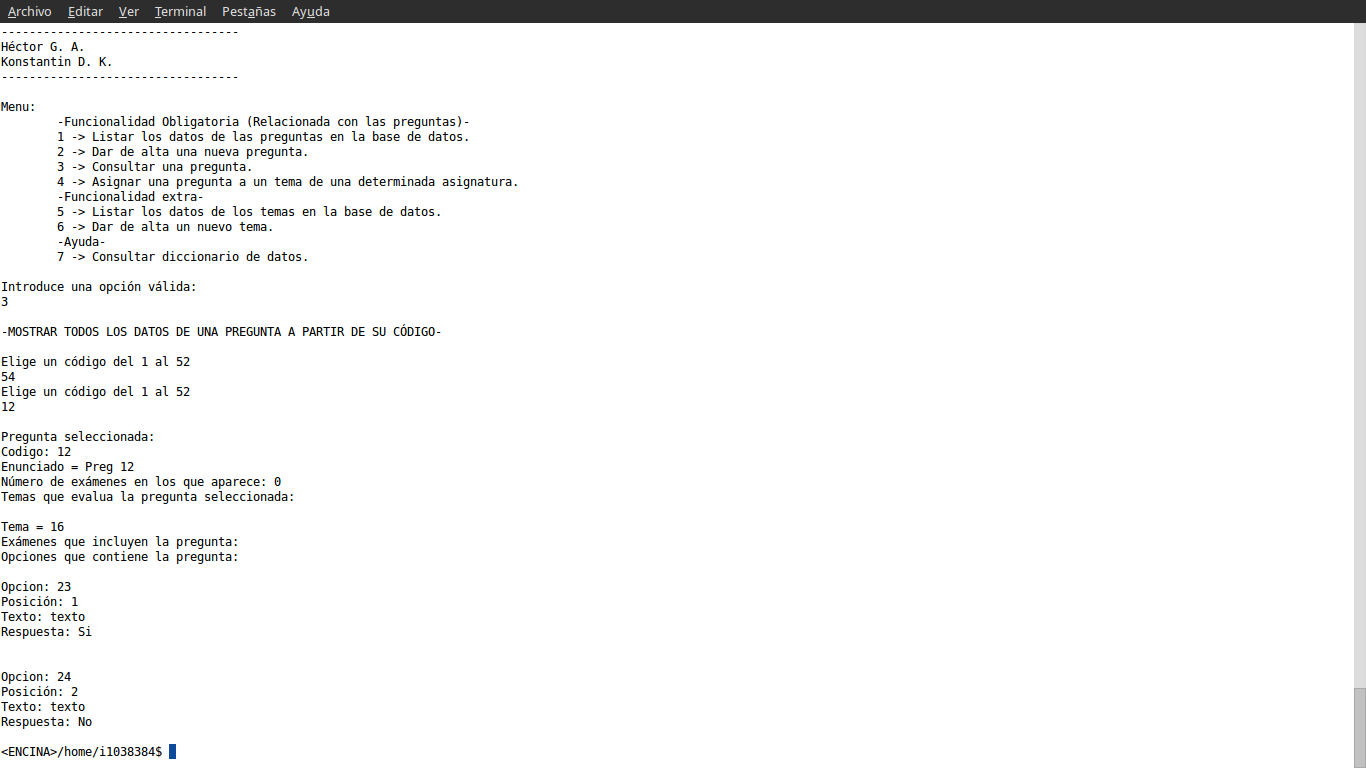 Archivo Editar Ver Terminal Pestañas Ayuda
----------------------------------
Héctor G. A.
Konstantin D. K.
----------------------------------
Menu:
-Funcionalidad Obligatoria (Relacionada con las preguntas)-
1 -> Listar los datos de las preguntas en la base de datos.
2 -> Dar de alta una nueva pregunta.
3 -> Consultar una pregunta.
4 -> Asignar una pregunta a un tema de una determinada asignatura.
-Funcionalidad extra-
5 -> Listar los datos de los temas en la base de datos.
6 -> Dar de alta un nuevo tema.
-Ayuda-
7 -> Consultar diccionario de datos.
Introduce una opción válida:
3
-MOSTRAR TODOS LOS DATOS DE UNA PREGUNTA A PARTIR DE SU CÓDIGO-
Elige un código del 1 al 52
54
Elige un código del 1 al 52
12
Pregunta seleccionada:
Codigo: 12
Enunciado = Preg 12
Número de exámenes en los que aparece: 0
Temas que evalua la pregunta seleccionada:
Tema = 16
Exámenes que incluyen la pregunta:
Opciones que contiene la pregunta:
Opcion: 23
Posición: 1
Texto: texto
Respuesta: Si
Opcion: 24
Posición: 2
Texto: texto
Respuesta: No
<ENCINA>/home/i1038384$